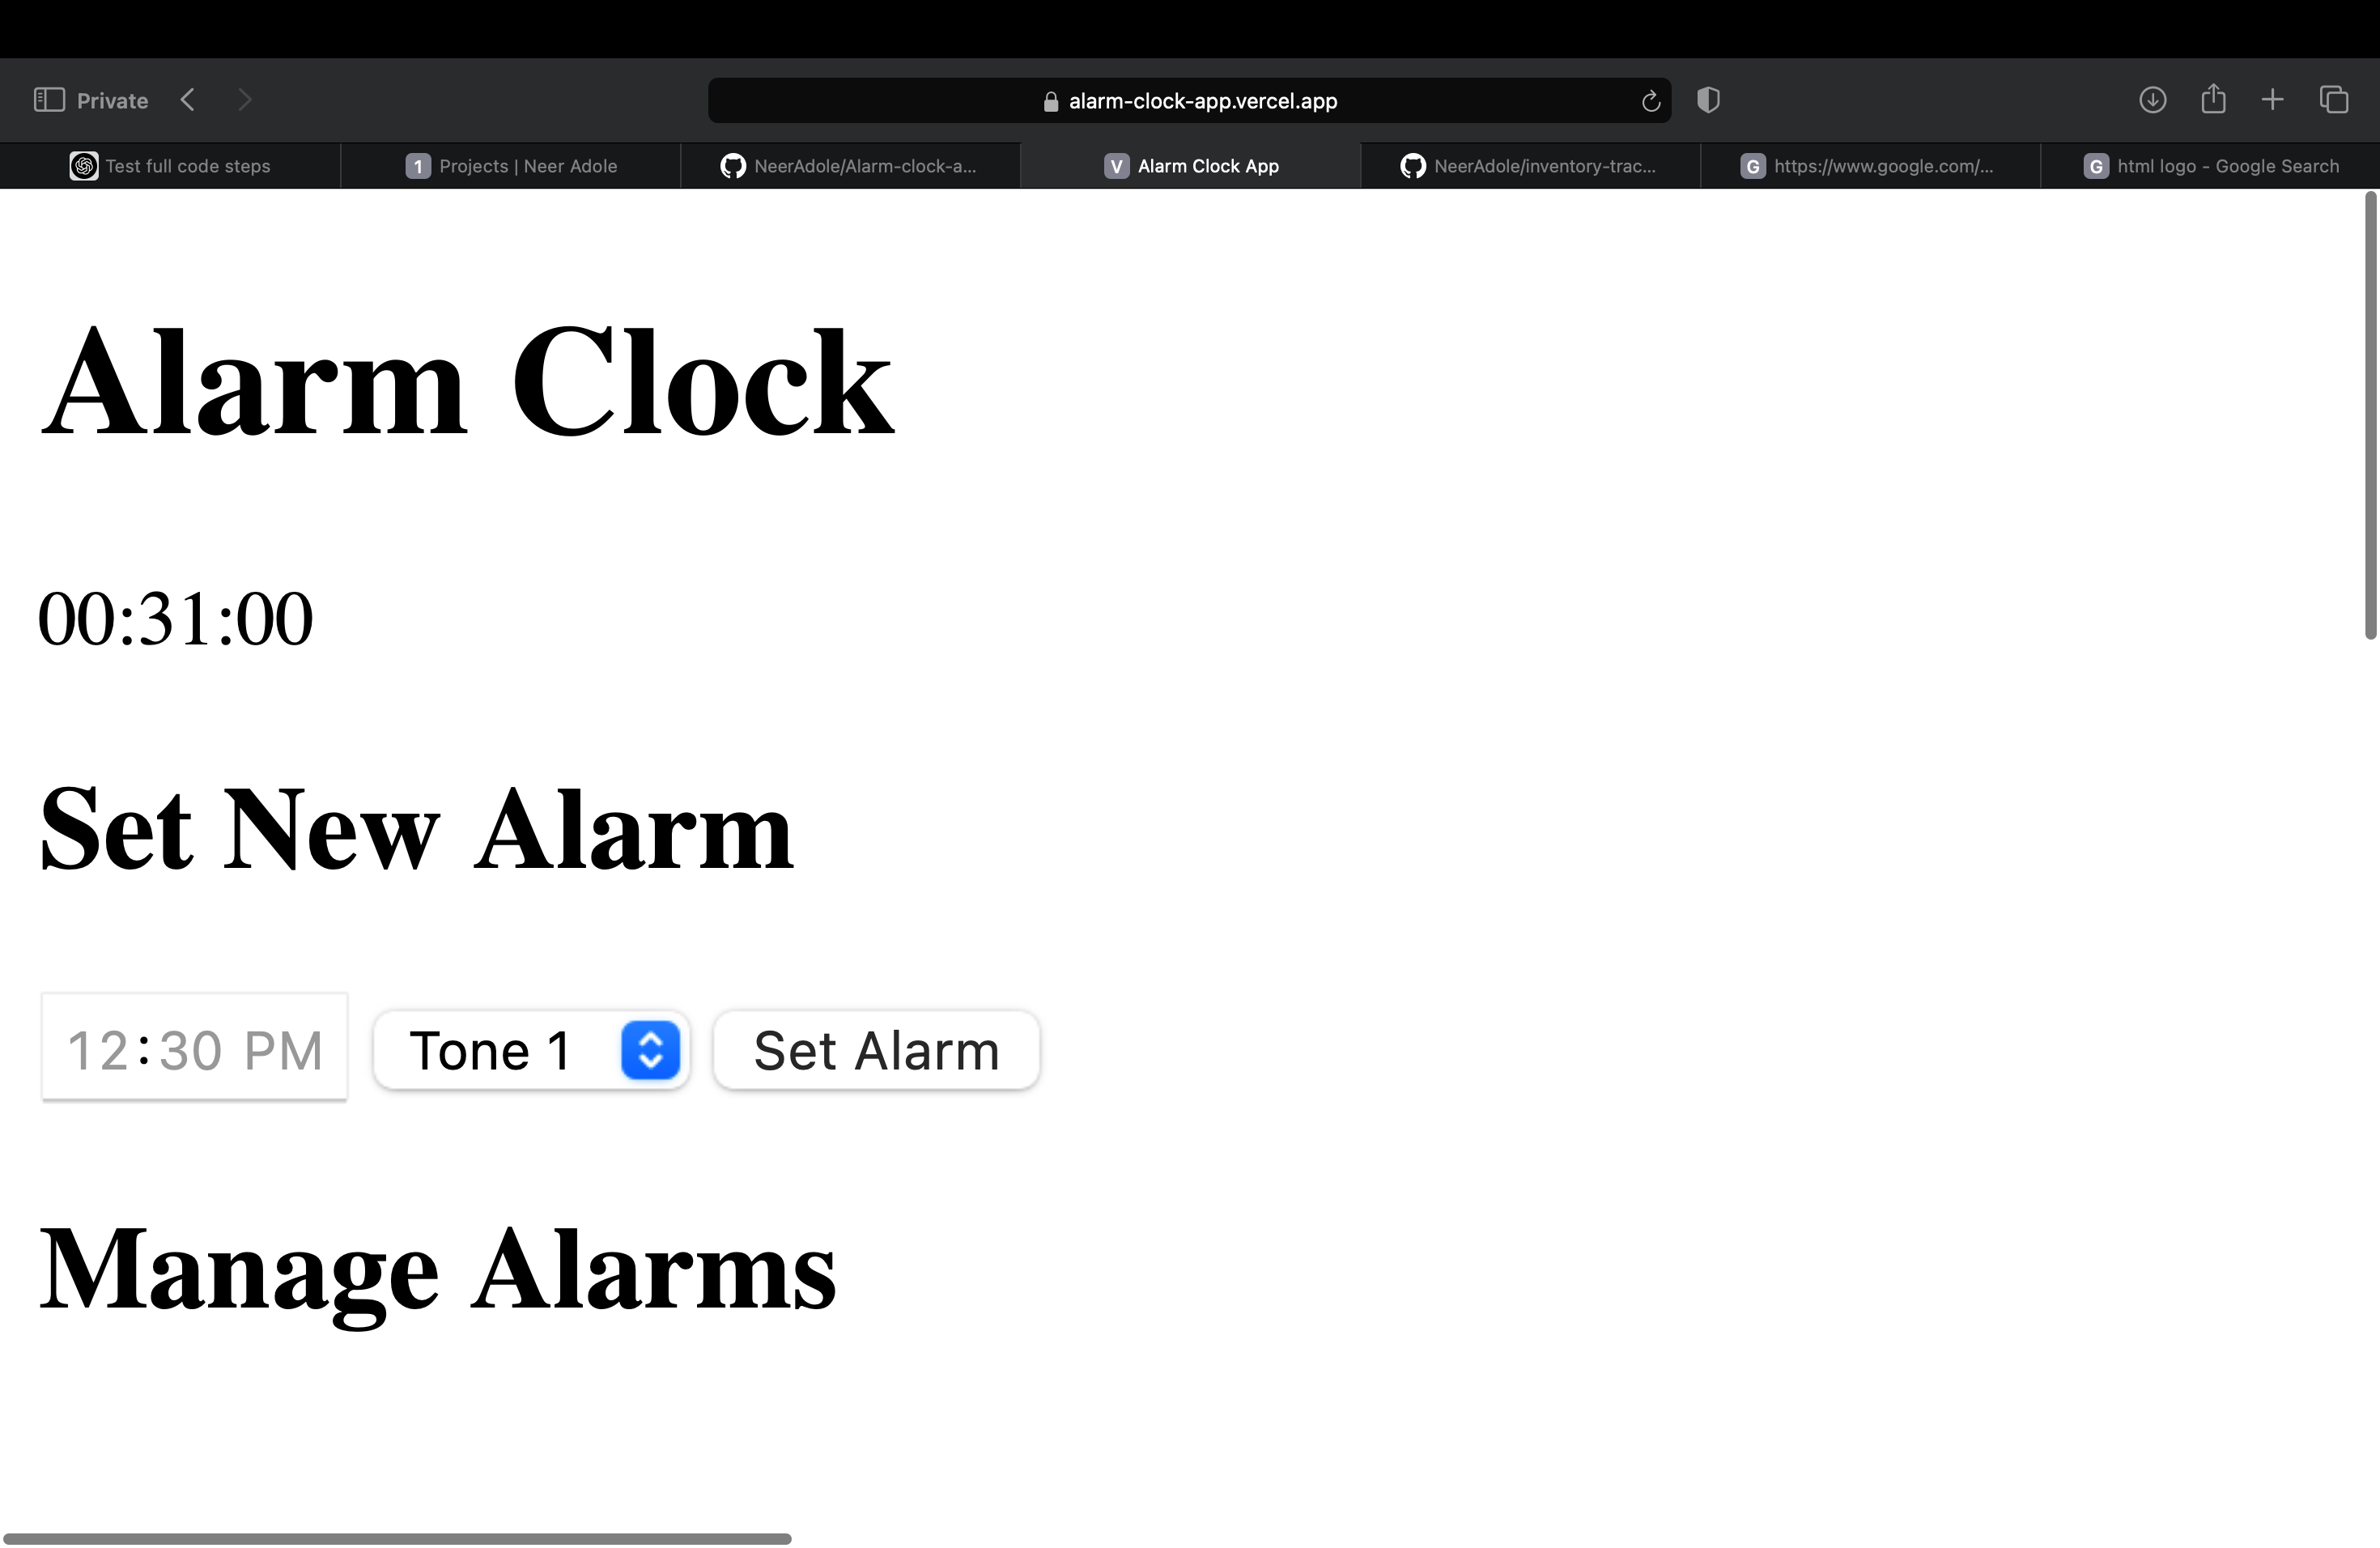 Private
alarm-clock-app.vercel.app
Test full code steps
1 Projects | Neer Adole
NeerAdole/Alarm-clock-a...
V Alarm Clock App
NeerAdole/inventory-trac...
G https://www.google.com/...
G html logo - Google Search
Alarm Clock
00:31:00
Set New Alarm
12:30 PM Tone 1 Set Alarm
Manage Alarms